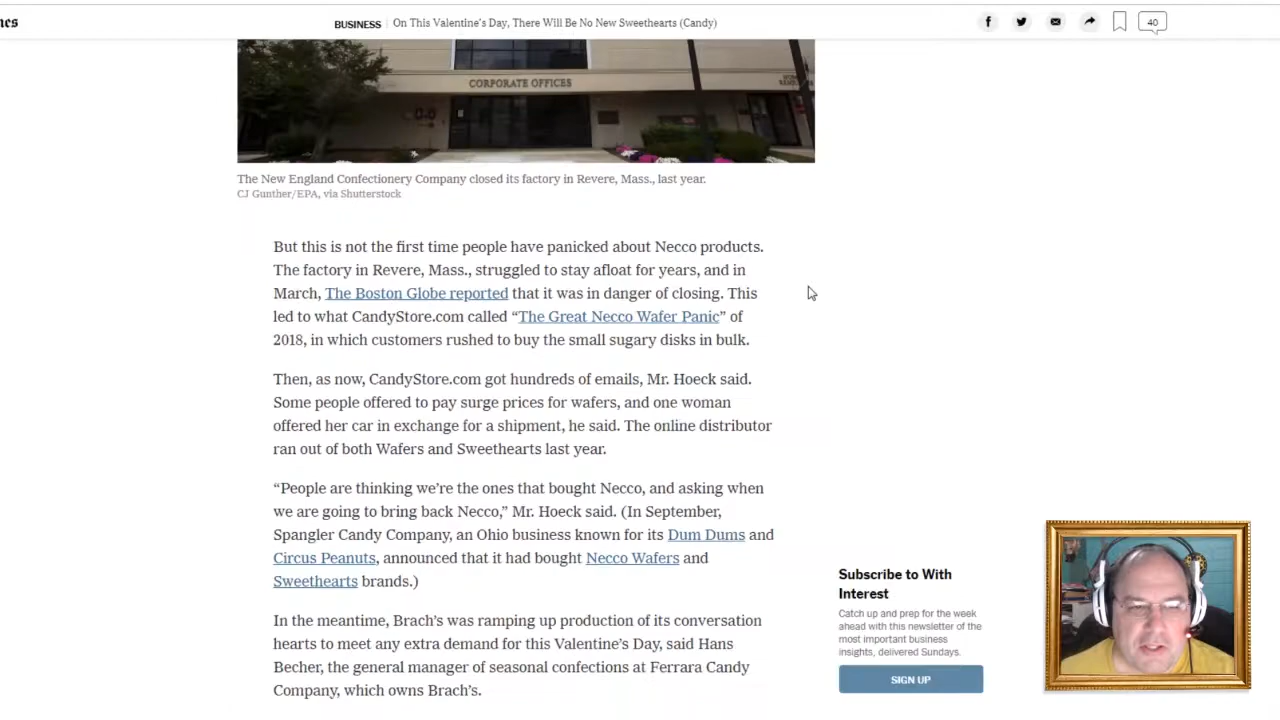 mes
BUSINESS | On This Valentine's Day, There Will Be No New Sweethearts (Candy)
40
CORPORATE OFFICES
The New England Confectionery Company closed its factory in Revere, Mass., last year.
CJ Gunther/EPA, via Shutterstock
But this is not the first time people have panicked about Necco products.
The factory in Revere, Mass., struggled to stay afloat for years, and in
March, The Boston Globe reported that it was in danger of closing. This
led to what CandyStore.com called “The Great Necco Wafer Panic” of
2018, in which customers rushed to buy the small sugary disks in bulk.
Then, as now, CandyStore.com got hundreds of emails, Mr. Hoeck said.
Some people offered to pay surge prices for wafers, and one woman
offered her car in exchange for a shipment, he said. The online distributor
ran out of both Wafers and Sweethearts last year.
“People are thinking we’re the ones that bought Necco, and asking when
we are going to bring back Necco,” Mr. Hoeck said. (In September,
Spangler Candy Company, an Ohio business known for its Dum Dums and
Circus Peanuts, announced that it had bought Necco Wafers and
Sweethearts brands.)
In the meantime, Brach’s was ramping up production of its conversation
hearts to meet any extra demand for this Valentine’s Day, said Hans
Becher, the general manager of seasonal confections at Ferrara Candy
Company, which owns Brach’s.
Subscribe to With
Interest
Catch up and prep for the week
ahead with this newsletter of the
most important business
insights, delivered Sundays.
SIGN UP